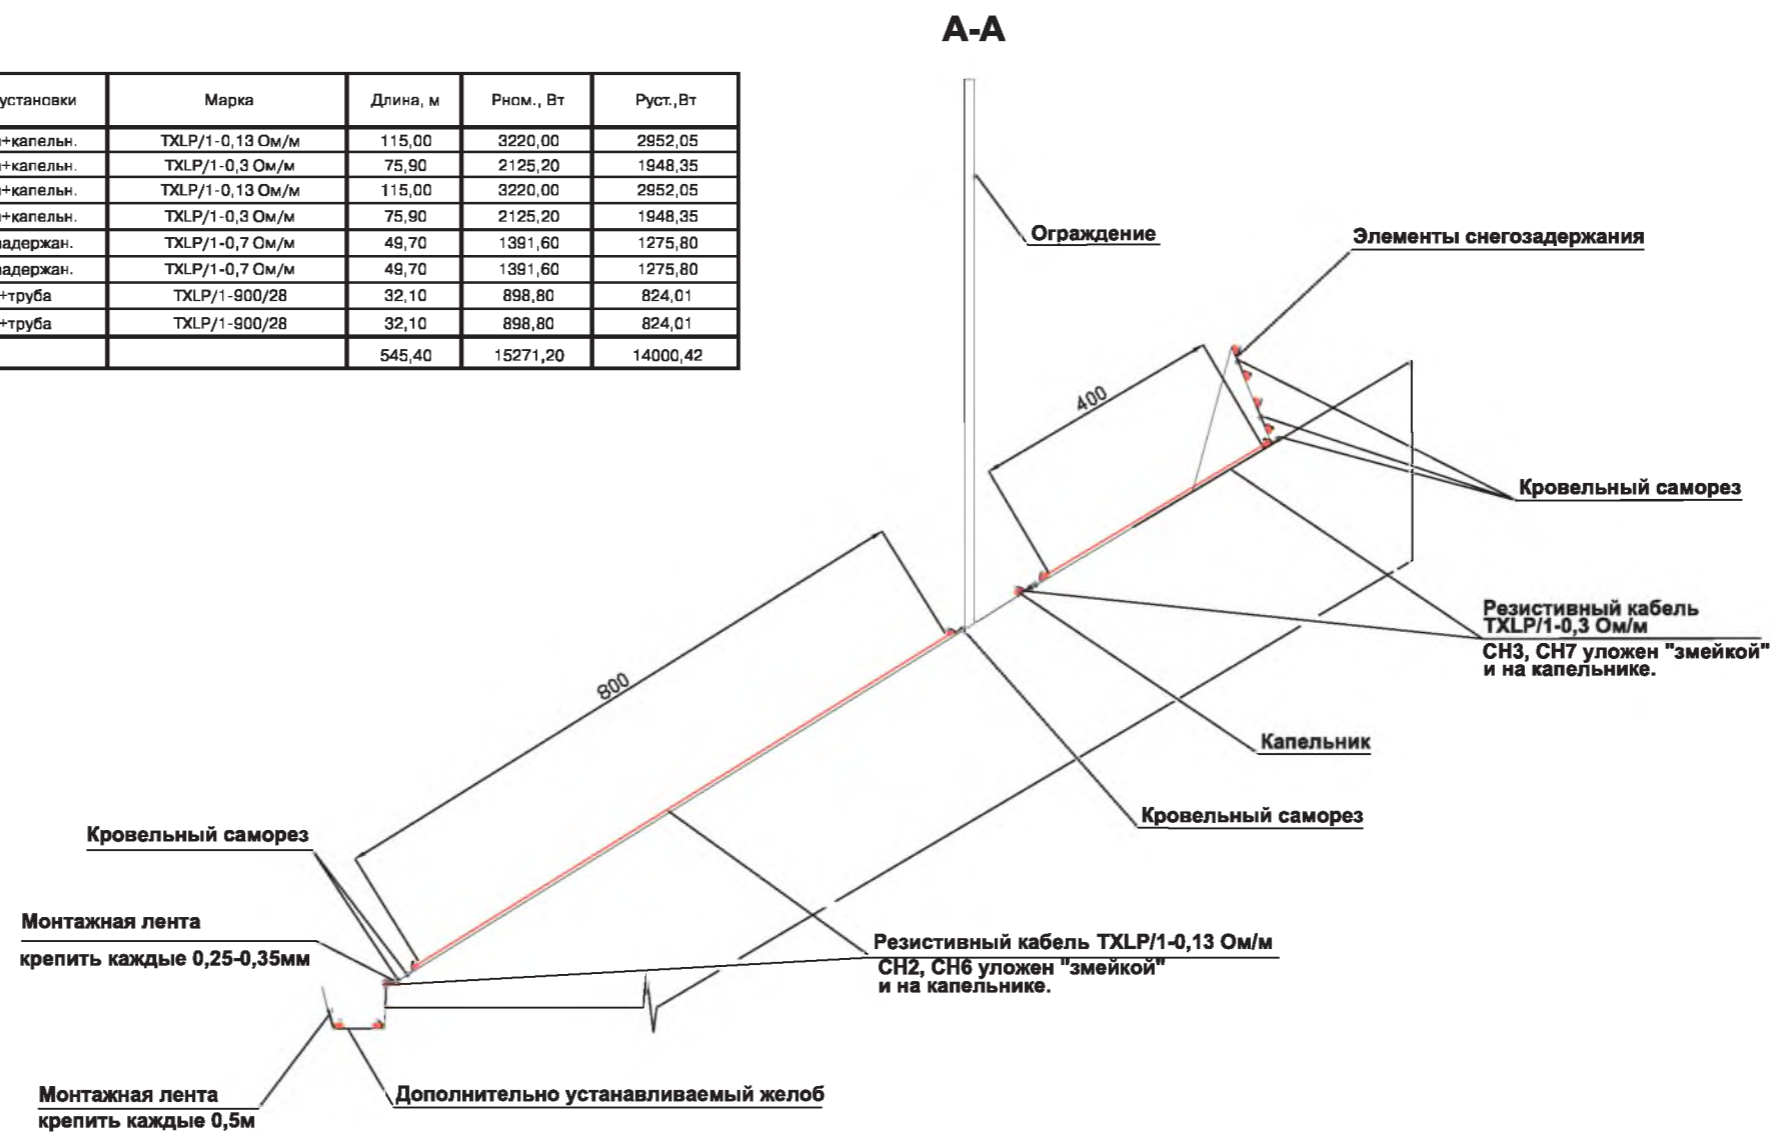 А-А
установки Марка Длина, м Рном., Вт Руст.,Вт
+капельн. TXLP/1-0,13 Ом/м 115,00 3220,00 2952,05
+капельн. TXLP/1-0,3 Ом/м 75,90 2125,20 1948,35
+капельн. TXLP/1-0,13 Ом/м 115,00 3220,00 2952,05
+капельн. TXLP/1-0,3 Ом/м 75,90 2125,20 1948,35
адержан. TXLP/1-0,7 Ом/м 49,70 1391,60 1275,80
адержан. TXLP/1-0,7 Ом/м 49,70 1391,60 1275,80
+труба TXLP/1-900/28 32,10 898,80 824,01
+труба TXLP/1-900/28 32,10 898,80 824,01
545,40 15271,20 14000,42
Ограждение
Элементы снегозадержания
400
Кровельный саморез
Резистивный кабель
TXLP/1-0,3 Ом/м
СН3, СН7 уложен "змейкой"
и на капельнике.
800
Капельник
Кровельный саморез
Кровельный саморез
Монтажная лента
крепить каждые 0,25-0,35мм
Резистивный кабель TXLP/1-0,13 Ом/м
СН2, СН6 уложен "змейкой"
и на капельнике.
Монтажная лента
крепить каждые 0,5м
Дополнительно устанавливаемый желоб